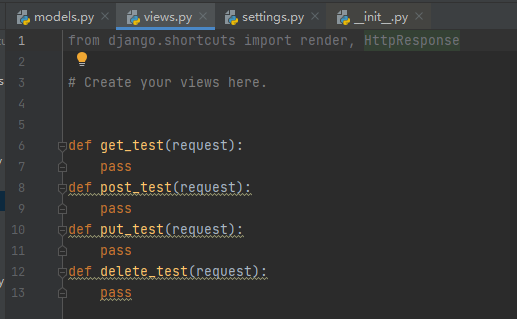 models.py views.py settings.py __init__.py
1 from django.shortcuts import render, HttpResponse
2
3 # Create your views here.
4
5
6 def get_test(request):
7 pass
8 def post_test(request):
9 pass
10 def put_test(request):
11 pass
12 def delete_test(request):
13 pass